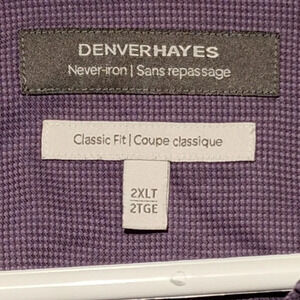 DENVERHAYES
Never-iron | Sans repassage
Classic Fit | Coupe classique
2XLT
2TGE